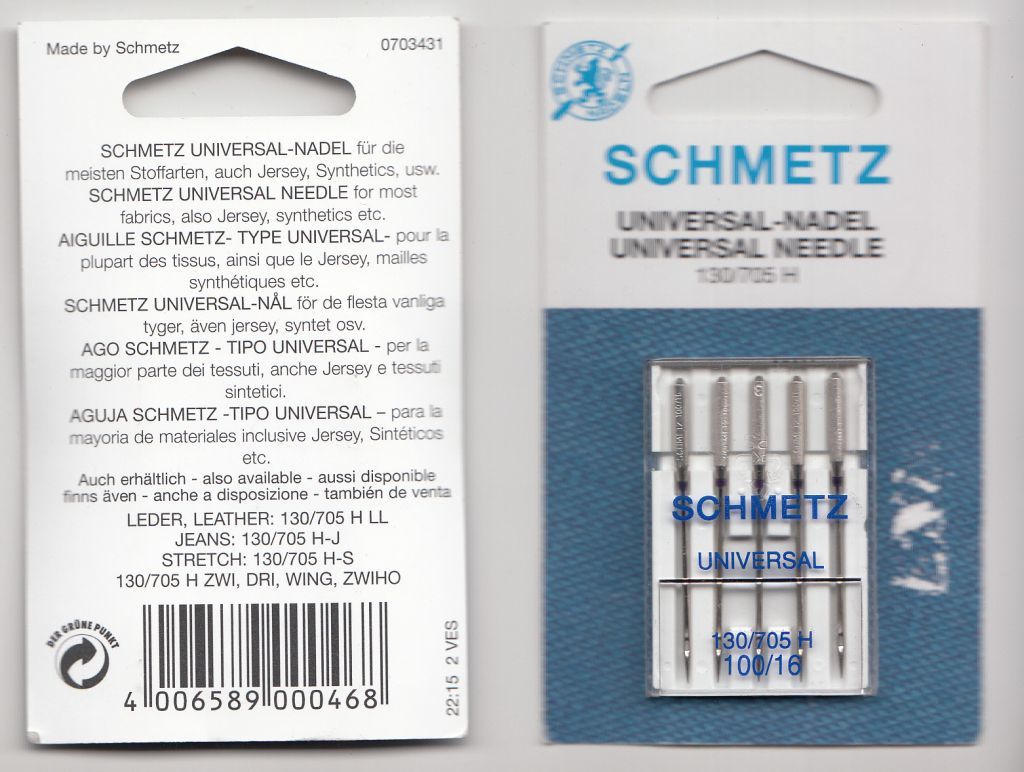 Made by Schmetz
0703431
SCHMETZ UNIVERSAL-NADEL für die
meisten Stoffarten, auch Jersey, Synthetics, usw.
SCHMETZ UNIVERSAL NEEDLE for most
fabrics, also Jersey, synthetics etc.
AIGUILLE SCHMETZ- TYPE UNIVERSAL- pour la
plupart des tissus, ainsi que le Jersey, mailles
synthétiques etc.
SCHMETZ UNIVERSAL-NÅL för de flesta vanliga
tyger, även jersey, syntet osv.
AGO SCHMETZ - TIPO UNIVERSAL - per la
maggior parte dei tessuti, anche Jersey e tessuti
sintetici.
AGUJA SCHMETZ -TIPO UNIVERSAL – para la
mayoria de materiales inclusive Jersey, Sintéticos
etc.
Auch erhältlich - also available - aussi disponible
finns även - anche a disposizione - también de venta
LEDER, LEATHER: 130/705 H LL
JEANS: 130/705 H-J
STRETCH: 130/705 H-S
130/705 H ZWI, DRI, WING, ZWIHO
DER GRÜNE PUNKT
4 006589 000468
22:15 2 VES
SCHMETZ
UNIVERSAL-NADEL
UNIVERSAL NEEDLE
130/705 H
SCHMETZ
UNIVERSAL
130/705 H
100/16